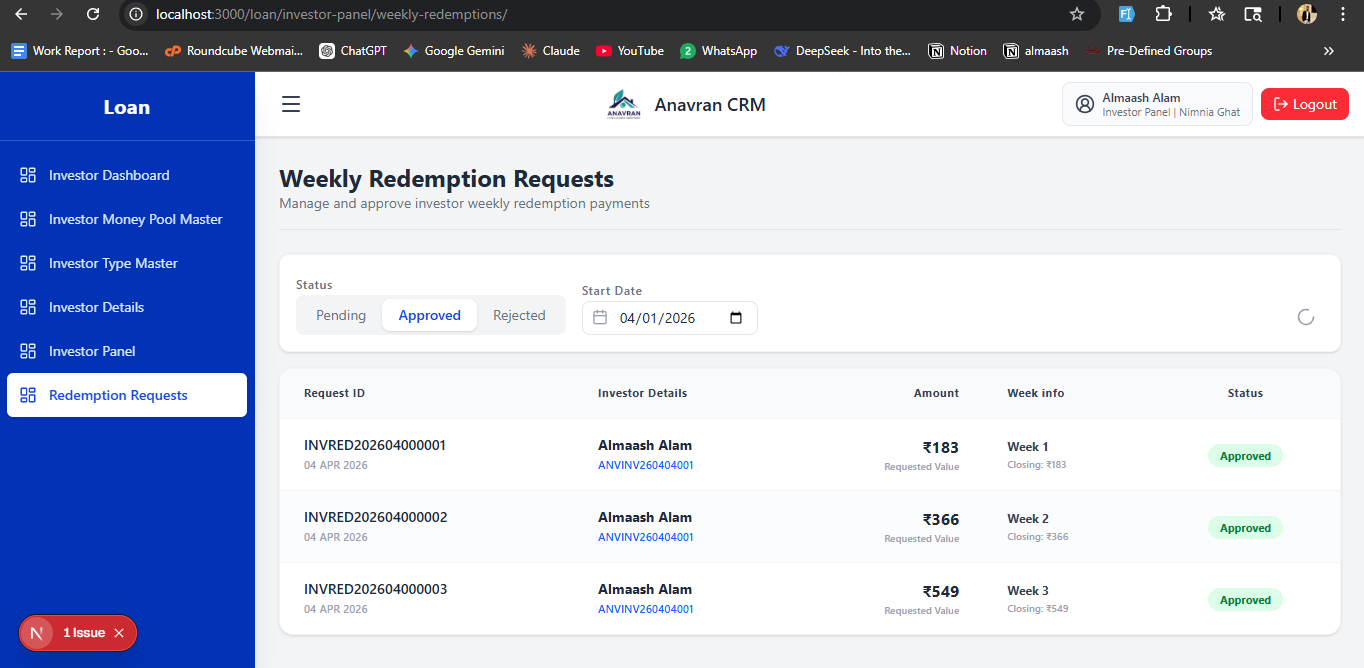 localhost:3000/loan/investor-panel/weekly-redemptions/
Work Report : - Goo...
Roundcube Webmai...
ChatGPT
Google Gemini
Claude
YouTube
2
WhatsApp
DeepSeek - Into the...
Notion
almaash
Pre-Defined Groups
Loan
ANAVRAN
Anavran CRM
Almaash Alam
Investor Panel | Nimnia Ghat
Logout
Investor Dashboard
Investor Money Pool Master
Investor Type Master
Investor Details
Investor Panel
Redemption Requests
Weekly Redemption Requests
Manage and approve investor weekly redemption payments
Status
Pending
Approved
Rejected
Start Date
04/01/2026
Request ID Investor Details Amount Week info Status
INVRED202604000001 Almaash Alam ₹183 Week 1 Approved
04 APR 2026 ANVINV260404001 Requested Value Closing: ₹183
INVRED202604000002 Almaash Alam ₹366 Week 2 Approved
04 APR 2026 ANVINV260404001 Requested Value Closing: ₹366
INVRED202604000003 Almaash Alam ₹549 Week 3 Approved
04 APR 2026 ANVINV260404001 Requested Value Closing: ₹549
N 1 Issue